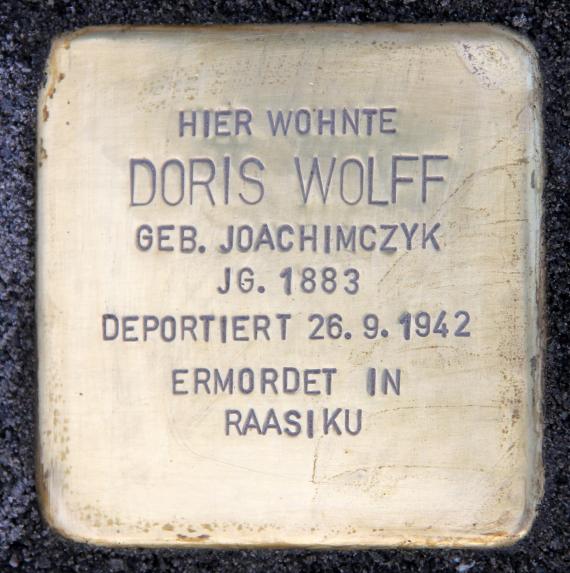 HIER WOHNTE
DORIS WOLFF
GEB. JOACHIMCZYK
JG. 1883
DEPORTIERT 26.9.1942
ERMORDET IN
RAASIKU